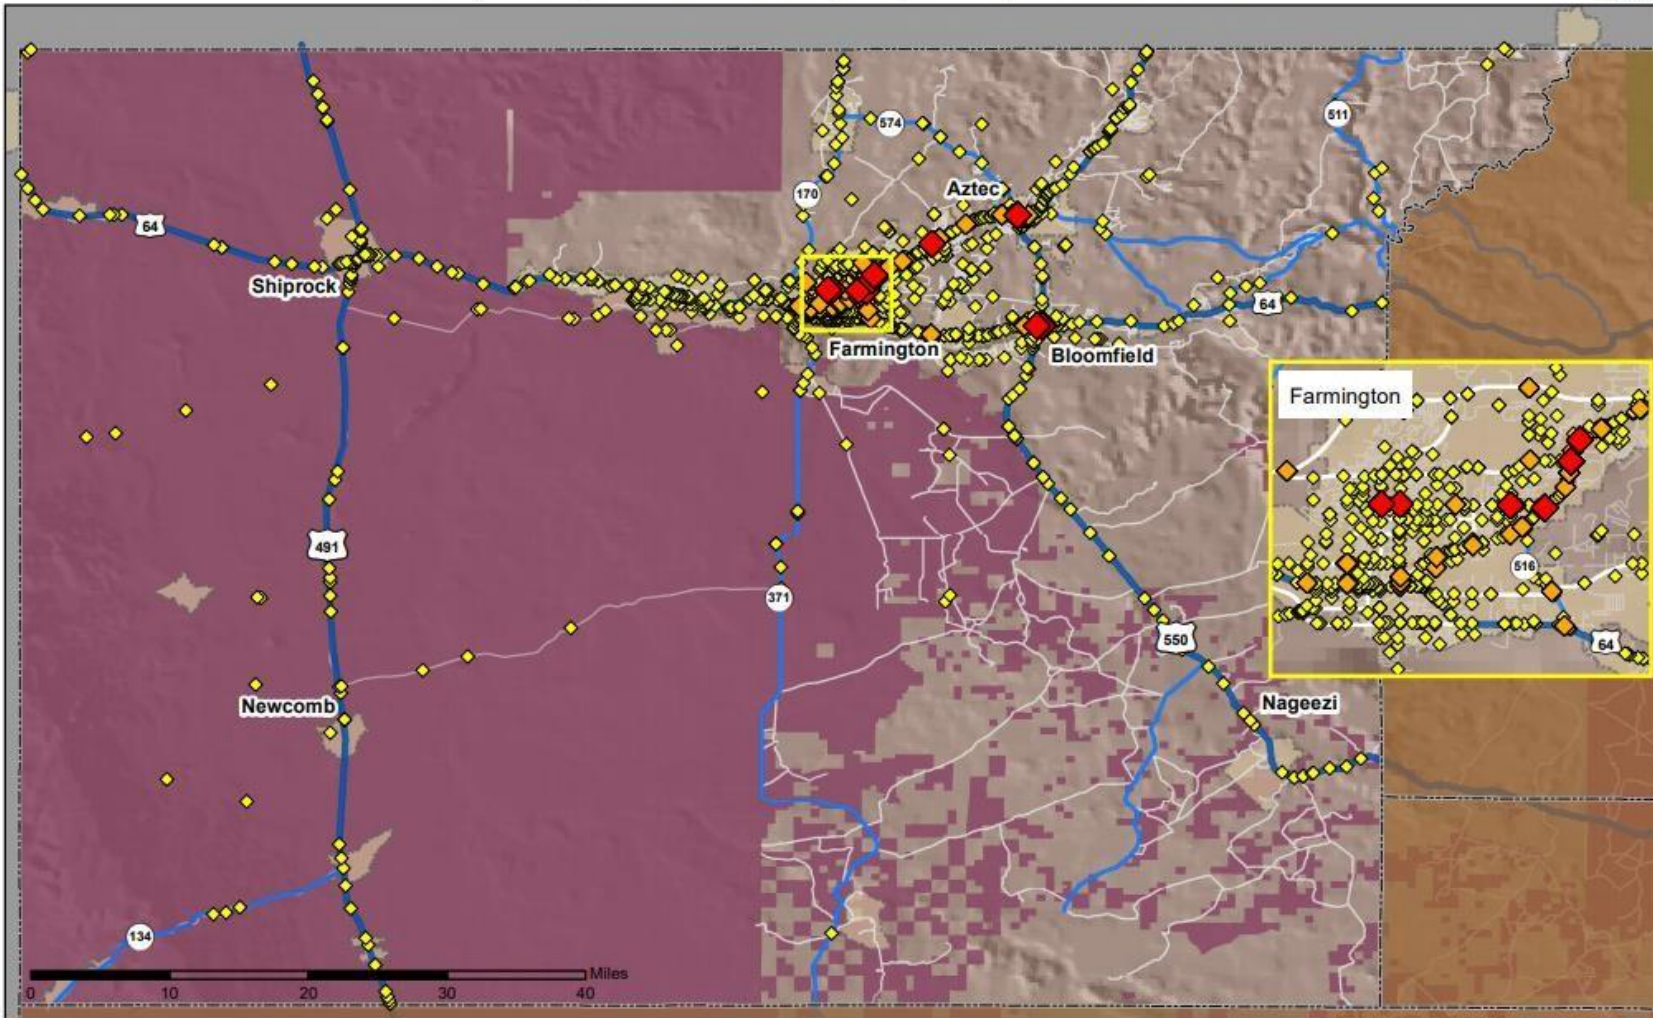 511
574
Aztec
170
64
Shiprock
64
Farmington
Bloomfield
Farmington
491
516
371
550
64
Newcomb
Nageezi
134
Miles
0 10 20 30 40